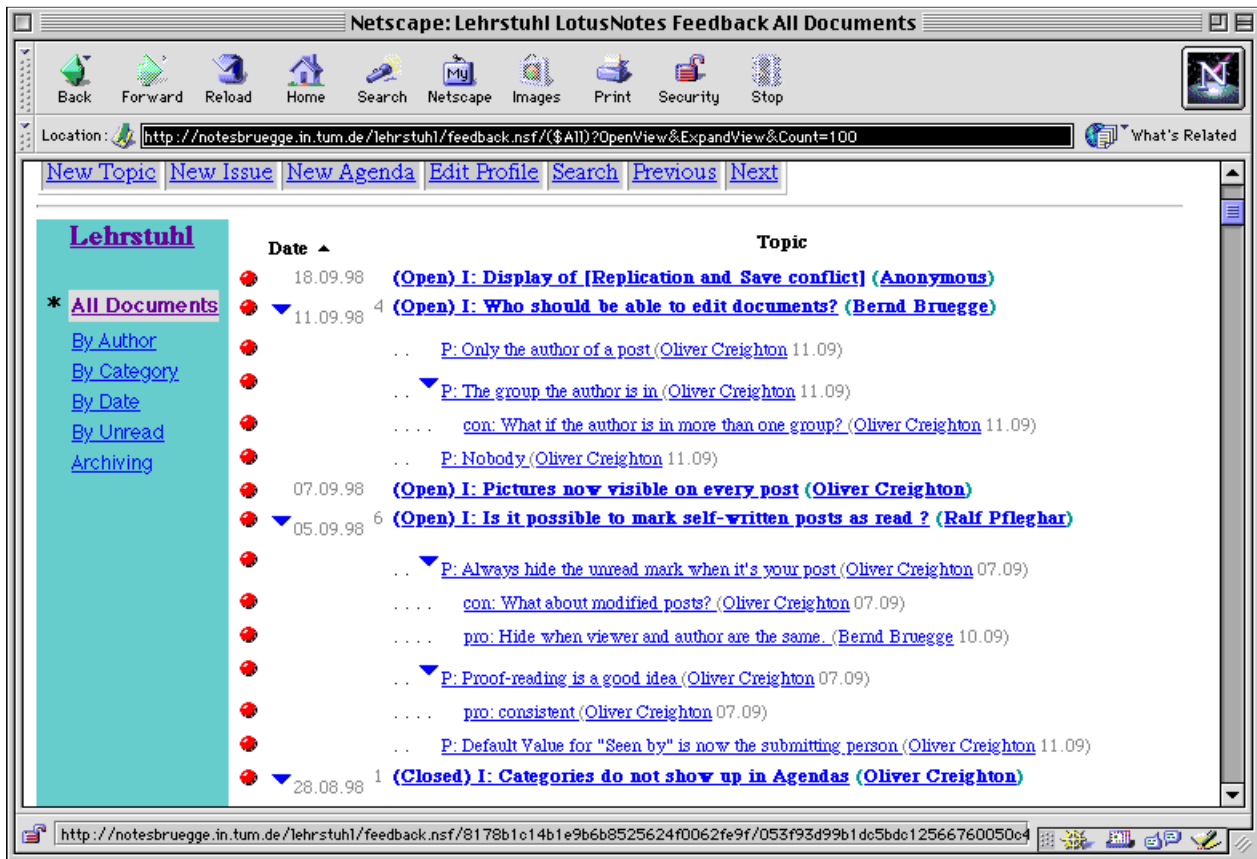 Netscape: Lehrstuhl LotusNotes Feedback All Documents
Back Forward Reload Home Search Netscape Images Print Security Stop
My
N
Location: http://notesbruegge.in.tum.de/lehrstuhl/feedback.nsf/($All)?OpenView&ExpandView&Count=100 What's Related
New Topic New Issue New Agenda Edit Profile Search Previous Next
Lehrstuhl
* All Documents
By Author
By Category
By Date
By Unread
Archiving
Date Topic
18.09.98 (Open) I: Display of [Replication and Save conflict] (Anonymous)
11.09.98 4 (Open) I: Who should be able to edit documents? (Bernd Bruegge)
. . P: Only the author of a post (Oliver Creighton 11.09)
. . P: The group the author is in (Oliver Creighton 11.09)
. . . . con: What if the author is in more than one group? (Oliver Creighton 11.09)
. . P: Nobody (Oliver Creighton 11.09)
07.09.98 (Open) I: Pictures now visible on every post (Oliver Creighton)
05.09.98 6 (Open) I: Is it possible to mark self-written posts as read ? (Ralf Pfleghar)
. . P: Always hide the unread mark when it's your post (Oliver Creighton 07.09)
. . . . con: What about modified posts? (Oliver Creighton 07.09)
. . . . pro: Hide when viewer and author are the same. (Bernd Bruegge 10.09)
. . P: Proof-reading is a good idea (Oliver Creighton 07.09)
. . . . pro: consistent (Oliver Creighton 07.09)
. . P: Default Value for "Seen by" is now the submitting person (Oliver Creighton 11.09)
28.08.98 1 (Closed) I: Categories do not show up in Agendas (Oliver Creighton)
http://notesbruegge.in.tum.de/lehrstuhl/feedback.nsf/8178b1c14b1e9b6b8525624f0062fe9f/053f93d99b1dc5bdc12566760050c4